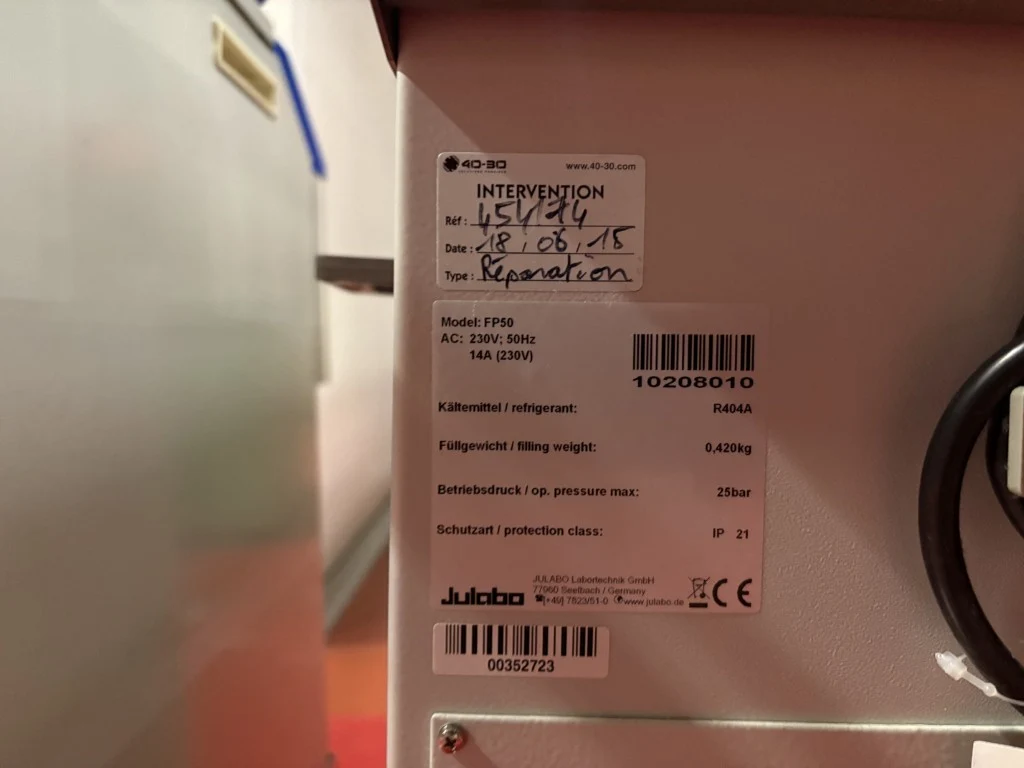 40-30 www.40-30.com
INTERVENTION
Réf : 454174
Date : 18, 06, 15
Type : Réparation
Model: FP50
AC: 230V; 50Hz
14A (230V)
10208010
Kältemittel / refrigerant: R404A
Füllgewicht / filling weight: 0,420kg
Betriebsdruck / op. pressure max: 25bar
Schutzart / protection class: IP 21
Julabo
JULABO Labortechnik GmbH
77960 Seelbach / Germany
☎[+49] 7823/51-0 www.julabo.de
CE
00352723